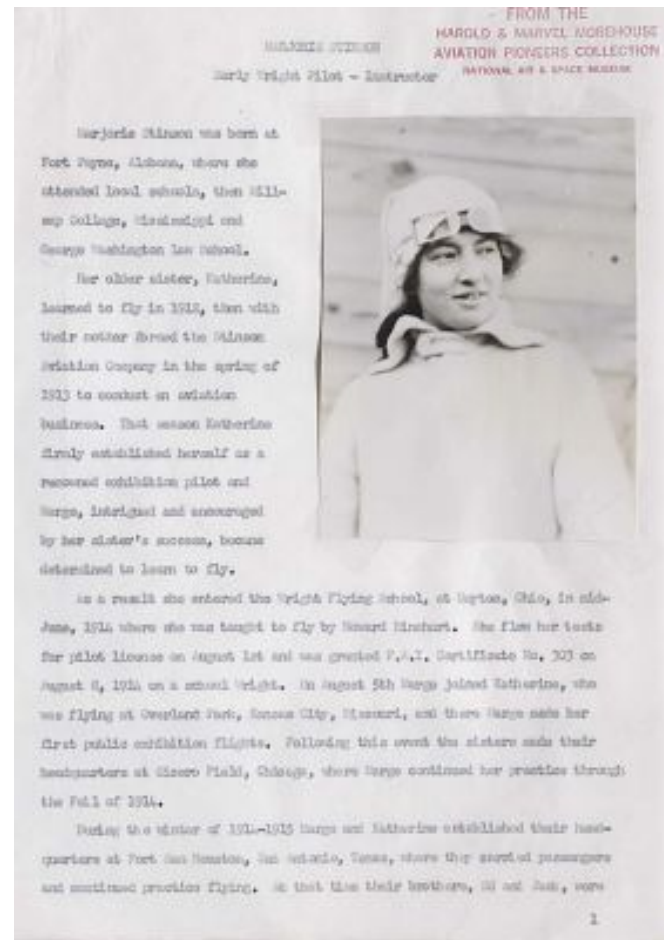 FROM THE
HAROLD & MARVEL MOREHOUSE
AVIATION PIONEERS COLLECTION
NATIONAL AIR & SPACE MUSEUM
MARJORIE STINSON
Early Wright Pilot - Instructor
Marjorie Stinson was born at
Fort Payne, Alabama, where she
attended local schools, then Mill-
sap College, Mississippi and
George Washington Law School.
Her older sister, Katherine,
learned to fly in 1912, then with
their mother formed the Stinson
Aviation Company in the spring of
1913 to conduct an aviation
business. That season Katherine
firmly established herself as a
renowned exhibition pilot and
Marge, intrigued and encouraged
by her sister's success, became
determined to learn to fly.
As a result she entered the Wright Flying School, at Dayton, Ohio, in mid-
June, 1914 where she was taught to fly by Howard Rinehart. She flew her tests
for pilot license on August 1st and was granted F.A.I. Certificate No. 303 on
August 8, 1914 on a school Wright. On August 5th Marge joined Katherine, who
was flying at Overland Park, Kansas City, Missouri, and there Marge made her
first public exhibition flights. Following this event the sisters made their
headquarters at Cicero Field, Chicago, where Marge continued her practice through
the Fall of 1914.
During the winter of 1914-1915 Marge and Katherine established their head-
quarters at Fort Sam Houston, San Antonio, Texas, where they carried passengers
and continued practice flying. At that time their brothers, Ed and Jack, were
1